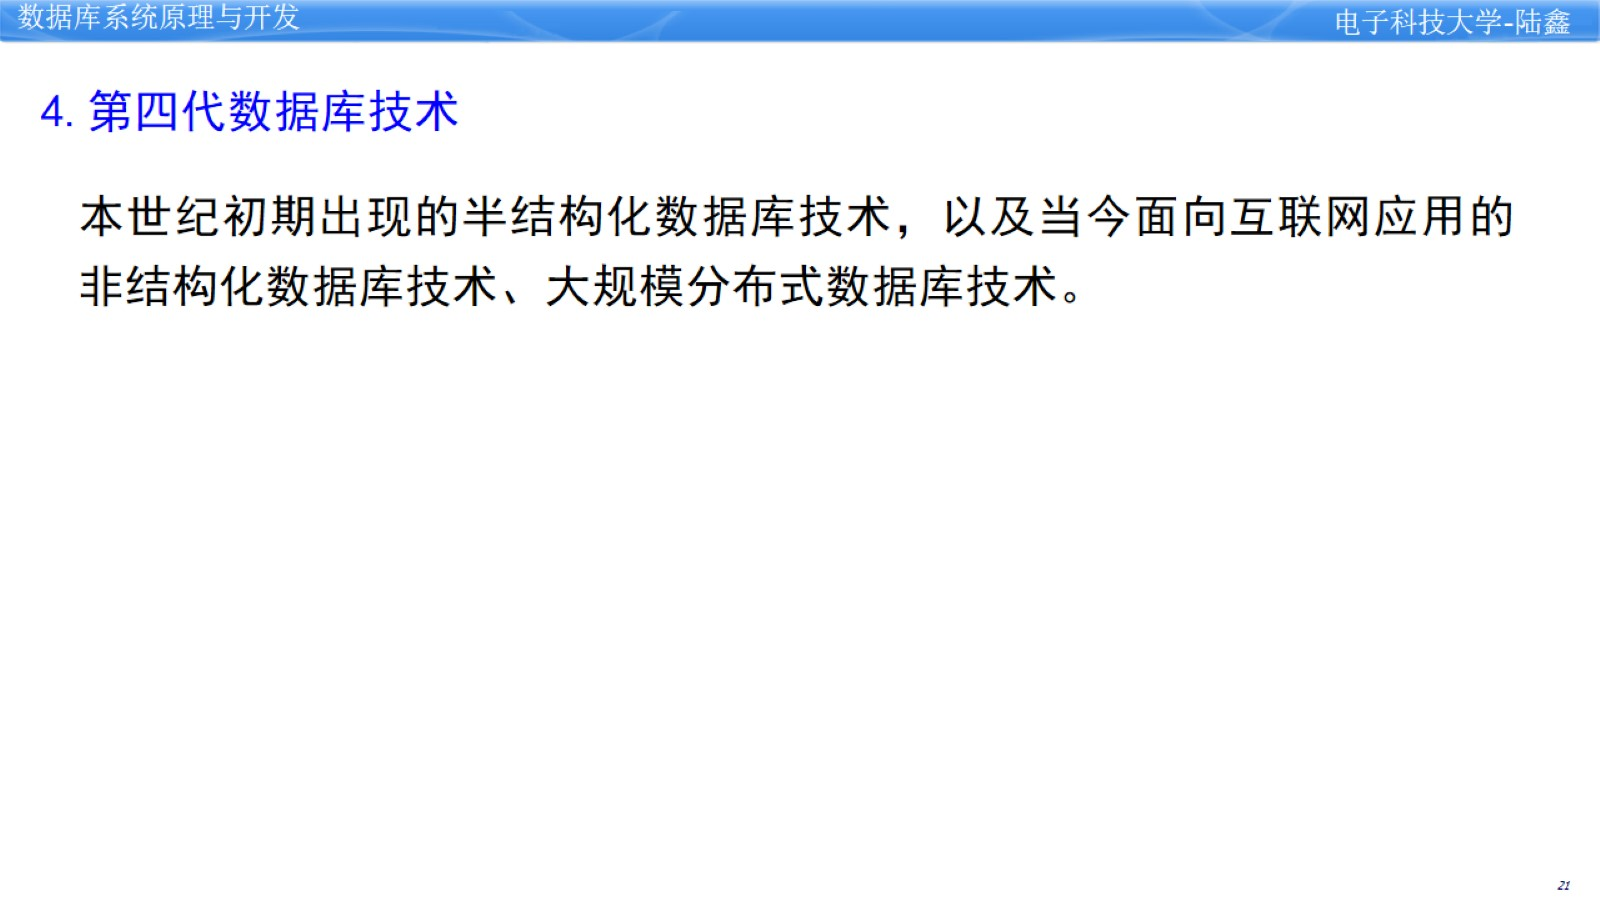 数据库系统原理与开发
电子科技大学-陆鑫
4. 第四代数据库技术
本世纪初期出现的半结构化数据库技术，以及当今面向互联网应用的
非结构化数据库技术、大规模分布式数据库技术。
21